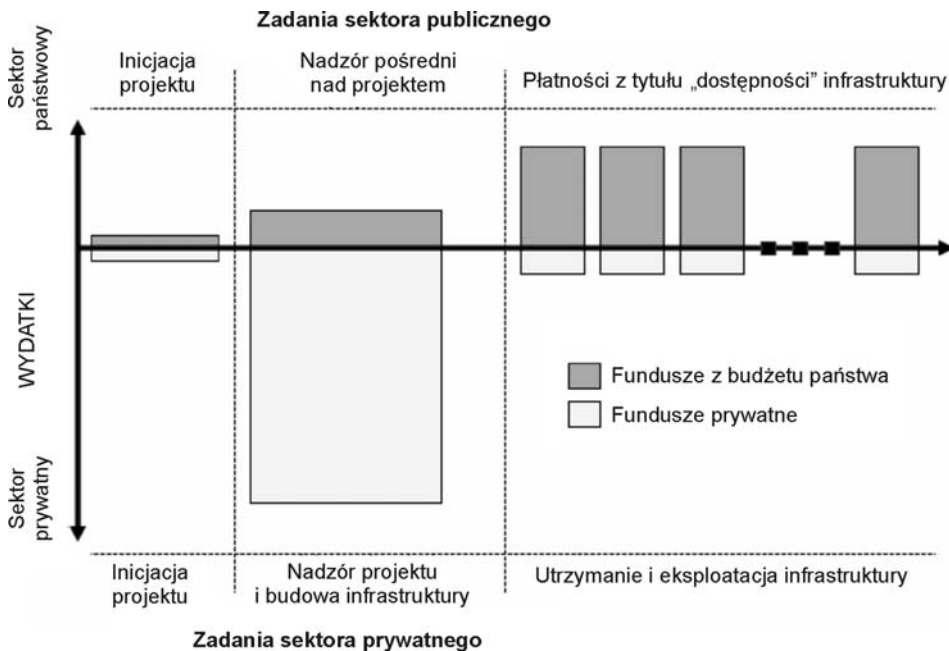 Zadania sektora publicznego
Sektor
państwowy
Inicjacja
projektu
Nadzór pośredni
nad projektem
Płatności z tytułu „dostępności” infrastruktury
WYDATKI
Fundusze z budżetu państwa
Fundusze prywatne
Sektor
prywatny
Inicjacja
projektu
Nadzór projektu
i budowa infrastruktury
Utrzymanie i eksploatacja infrastruktury
Zadania sektora prywatnego